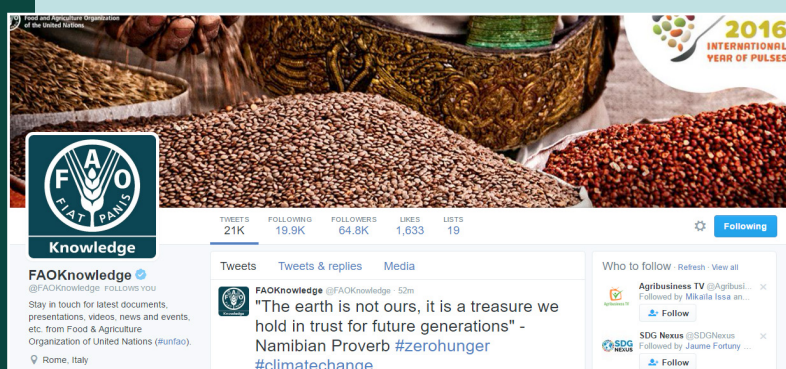 Food and Agriculture Organization
of the United Nations
2016
INTERNATIONAL
YEAR OF PULSES
F A O
FIAT PANIS
Knowledge
TWEETS FOLLOWING FOLLOWERS LIKES LISTS
21K 19.9K 64.8K 1,633 19
Following
FAOKnowledge
@FAOKnowledge FOLLOWS YOU
Stay in touch for latest documents,
presentations, videos, news and events,
etc. from Food & Agriculture
Organization of United Nations (#unfao).
Rome, Italy
Tweets Tweets & replies Media
FAOKnowledge @FAOKnowledge · 52m
"The earth is not ours, it is a treasure we
hold in trust for future generations" -
Namibian Proverb #zerohunger
#climatechange
Who to follow · Refresh · View all
Agribusiness TV @Agribusi...
Followed by Mikaila Issa an...
Follow
SDG Nexus @SDGNexus
Followed by Jaume Fortuny ...
Follow
SDG
NEXUS